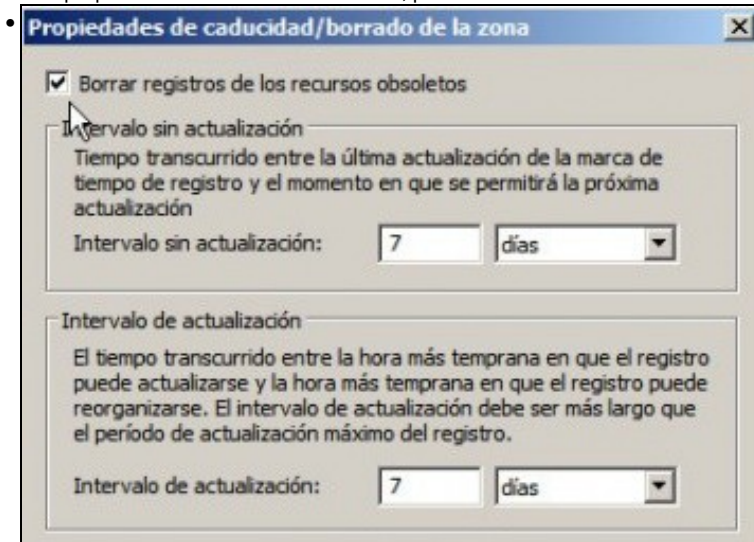 Propiedades de caducidad/borrado de la zona
Borrar registros de los recursos obsoletos
Intervalo sin actualización
Tiempo transcurrido entre la última actualización de la marca de
tiempo de registro y el momento en que se permitirá la próxima
actualización
Intervalo sin actualización: 7 días
Intervalo de actualización
El tiempo transcurrido entre la hora más temprana en que el registro
puede actualizarse y la hora más temprana en que el registro puede
reorganizarse. El intervalo de actualización debe ser más largo que
el período de actualización máximo del registro.
Intervalo de actualización: 7 días